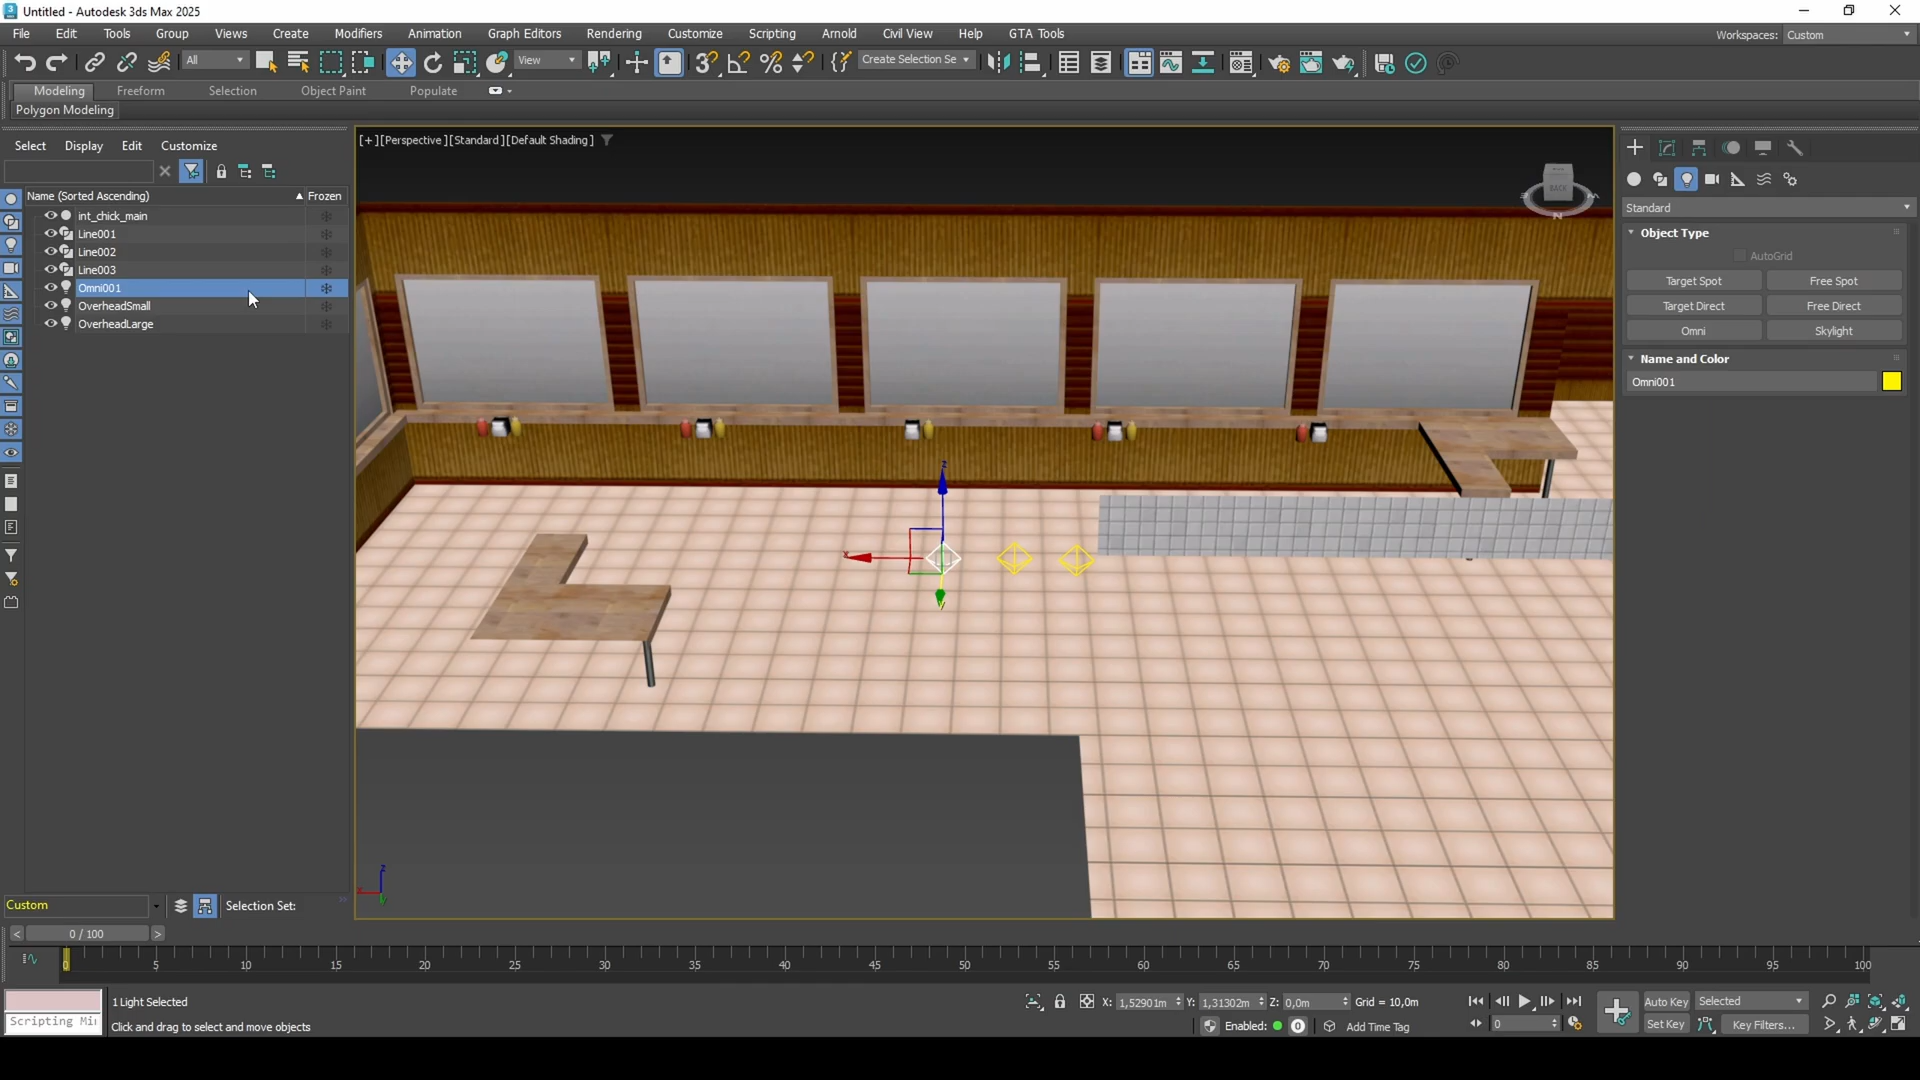 Untitled - Autodesk 3ds Max 2025
File Edit Tools Group Views Create Modifiers Animation Graph Editors Rendering Customize Scripting Arnold Civil View Help GTA Tools
Workspaces: Custom
All View Create Selection Se
Modeling Freeform Selection Object Paint Populate
Polygon Modeling
Select Display Edit Customize
Name (Sorted Ascending) Frozen
int_chick_main
Line001
Line002
Line003
Omni001
OverheadSmall
OverheadLarge
[+][Perspective][Standard][Default Shading]
BACK
Standard
Object Type
AutoGrid
Target Spot Free Spot
Target Direct Free Direct
Omni Skylight
Name and Color
Omni001
Custom Selection Set:
0 / 100
0 5 10 15 20 25 30 35 40 45 50 55 60 65 70 75 80 85 90 95 100
1 Light Selected
X: 1,52901m Y: 1,31302m Z: 0,0m Grid = 10,0m
Auto Key Selected
Scripting Min
Click and drag to select and move objects
Enabled: 0 Add Time Tag
0 Set Key Key Filters...